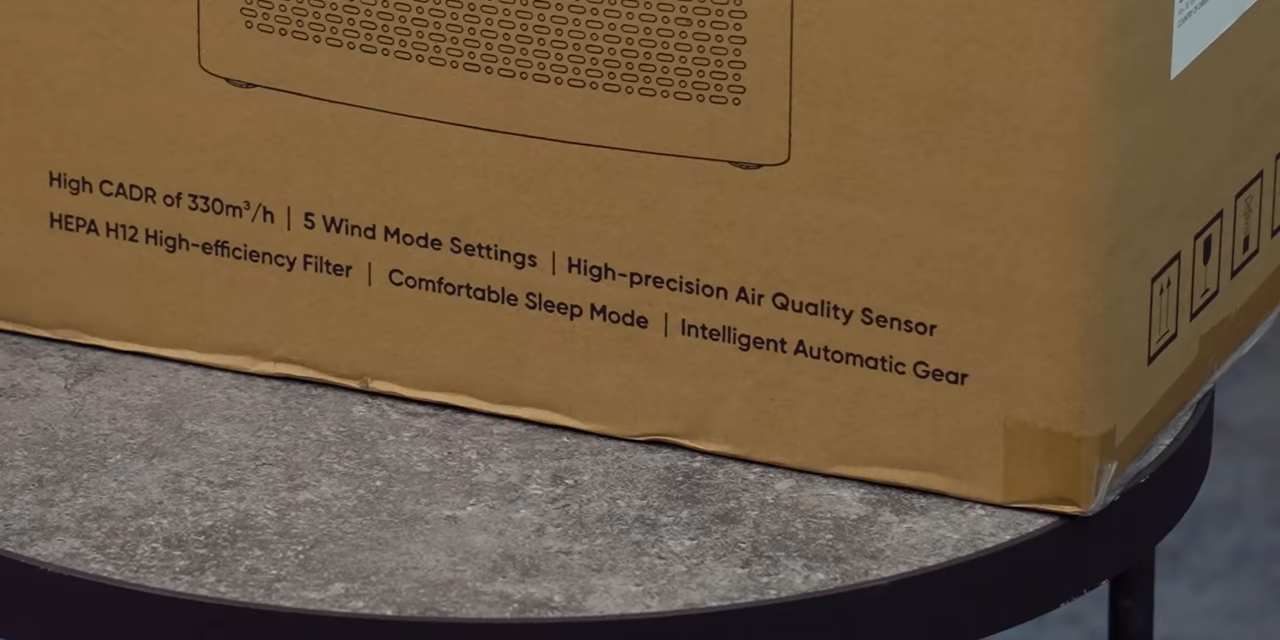 High CADR of 330m³/h | 5 Wind Mode Settings | High-precision Air Quality Sensor
HEPA H12 High-efficiency Filter | Comfortable Sleep Mode | Intelligent Automatic Gear